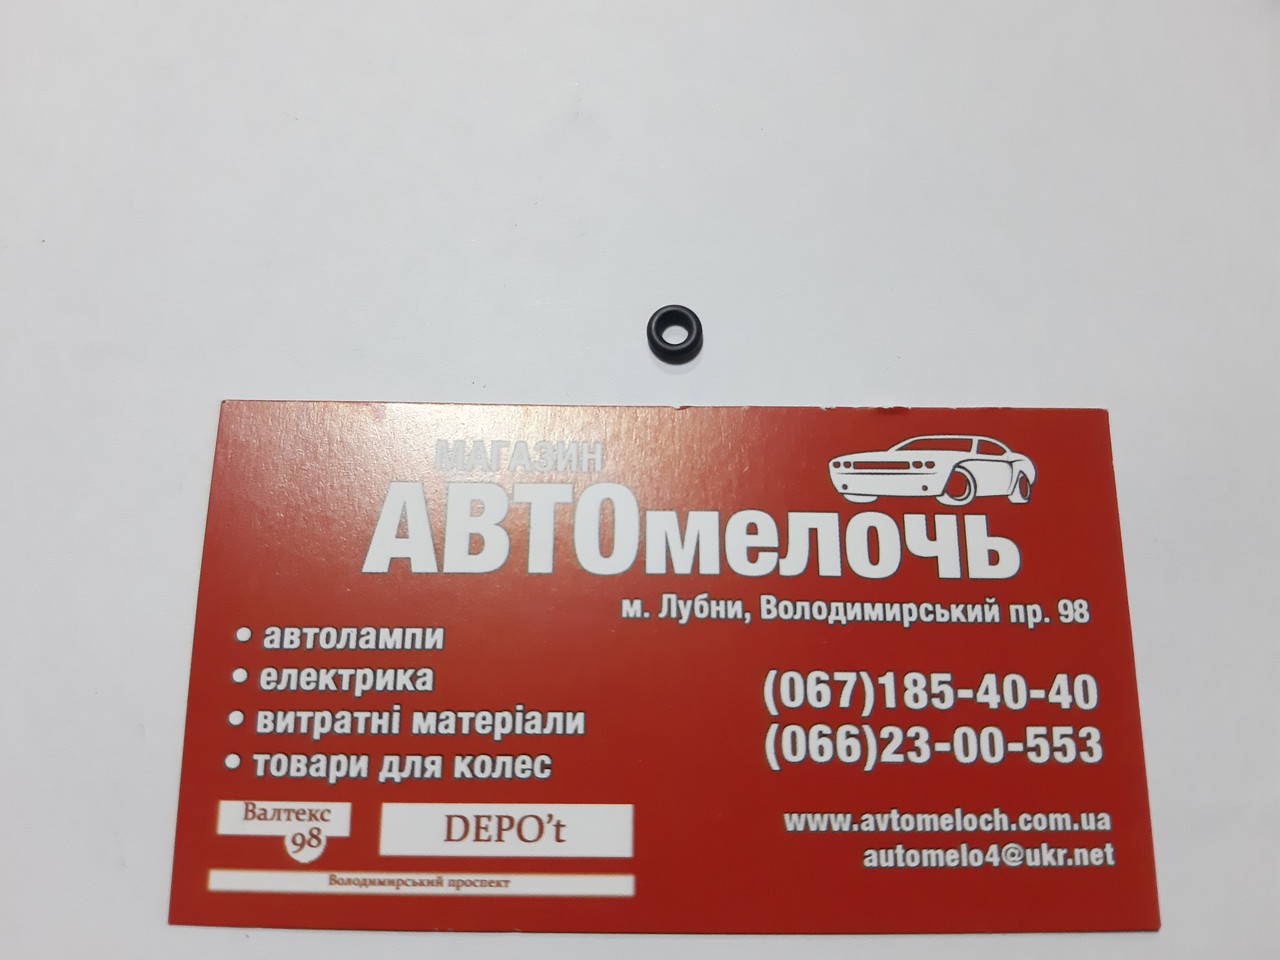 МАГАЗИН
АВТОмелочь
м. Лубни, Володимирський пр. 98
• автолампи
• електрика
• витратні матеріали
• товари для колес
(067)185-40-40
(066)23-00-553
Валтекс
98
DEPO't
Володимирський проспект
www.avtomeloch.com.ua
automelo4@ukr.net